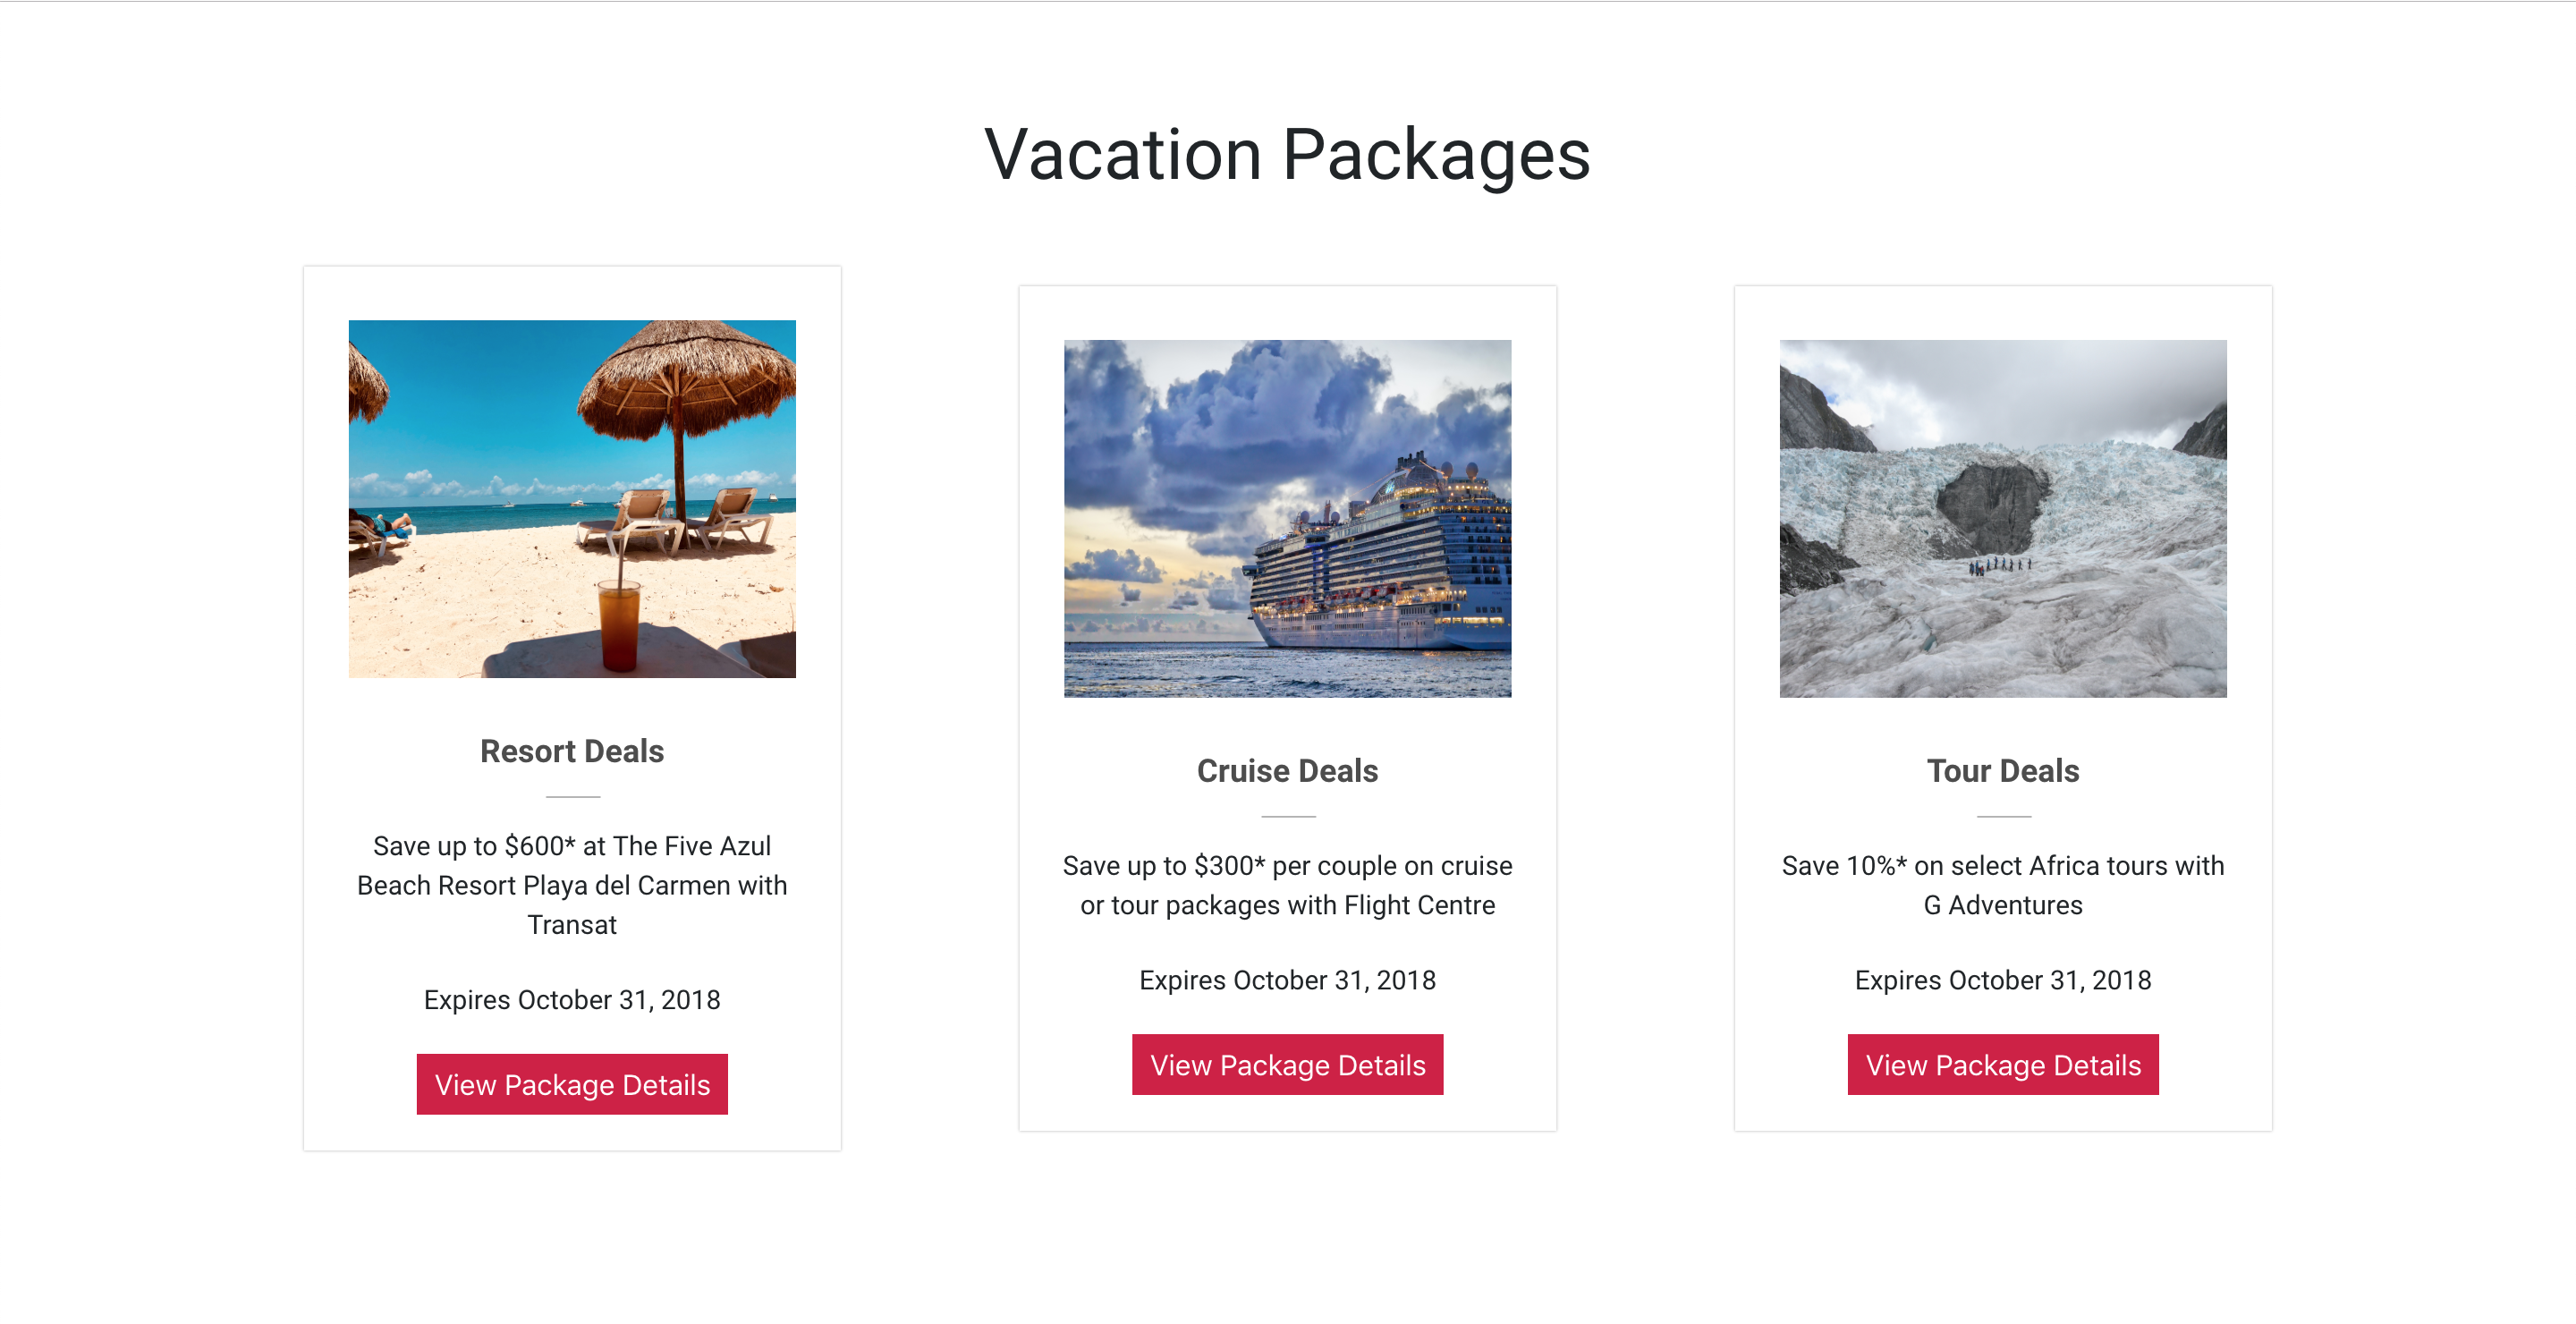 Vacation Packages
Resort Deals
Save up to $600* at The Five Azul
Beach Resort Playa del Carmen with
Transat
Expires October 31, 2018
View Package Details
Cruise Deals
Save up to $300* per couple on cruise
or tour packages with Flight Centre
Expires October 31, 2018
View Package Details
Tour Deals
Save 10%* on select Africa tours with
G Adventures
Expires October 31, 2018
View Package Details